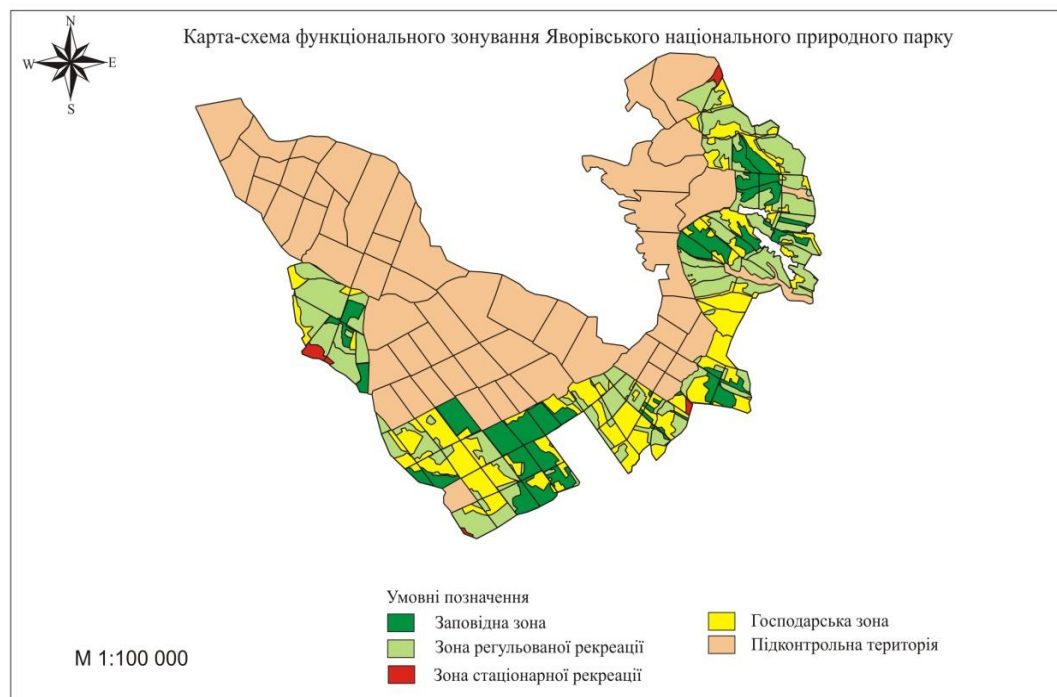 N
Карта-схема функціонального зонування Яворівського національного природного парку
W E
S
Умовні позначення
Заповідна зона
Господарська зона
Зона регульованої рекреації
Підконтрольна територія
Зона стаціонарної рекреації
М 1:100 000